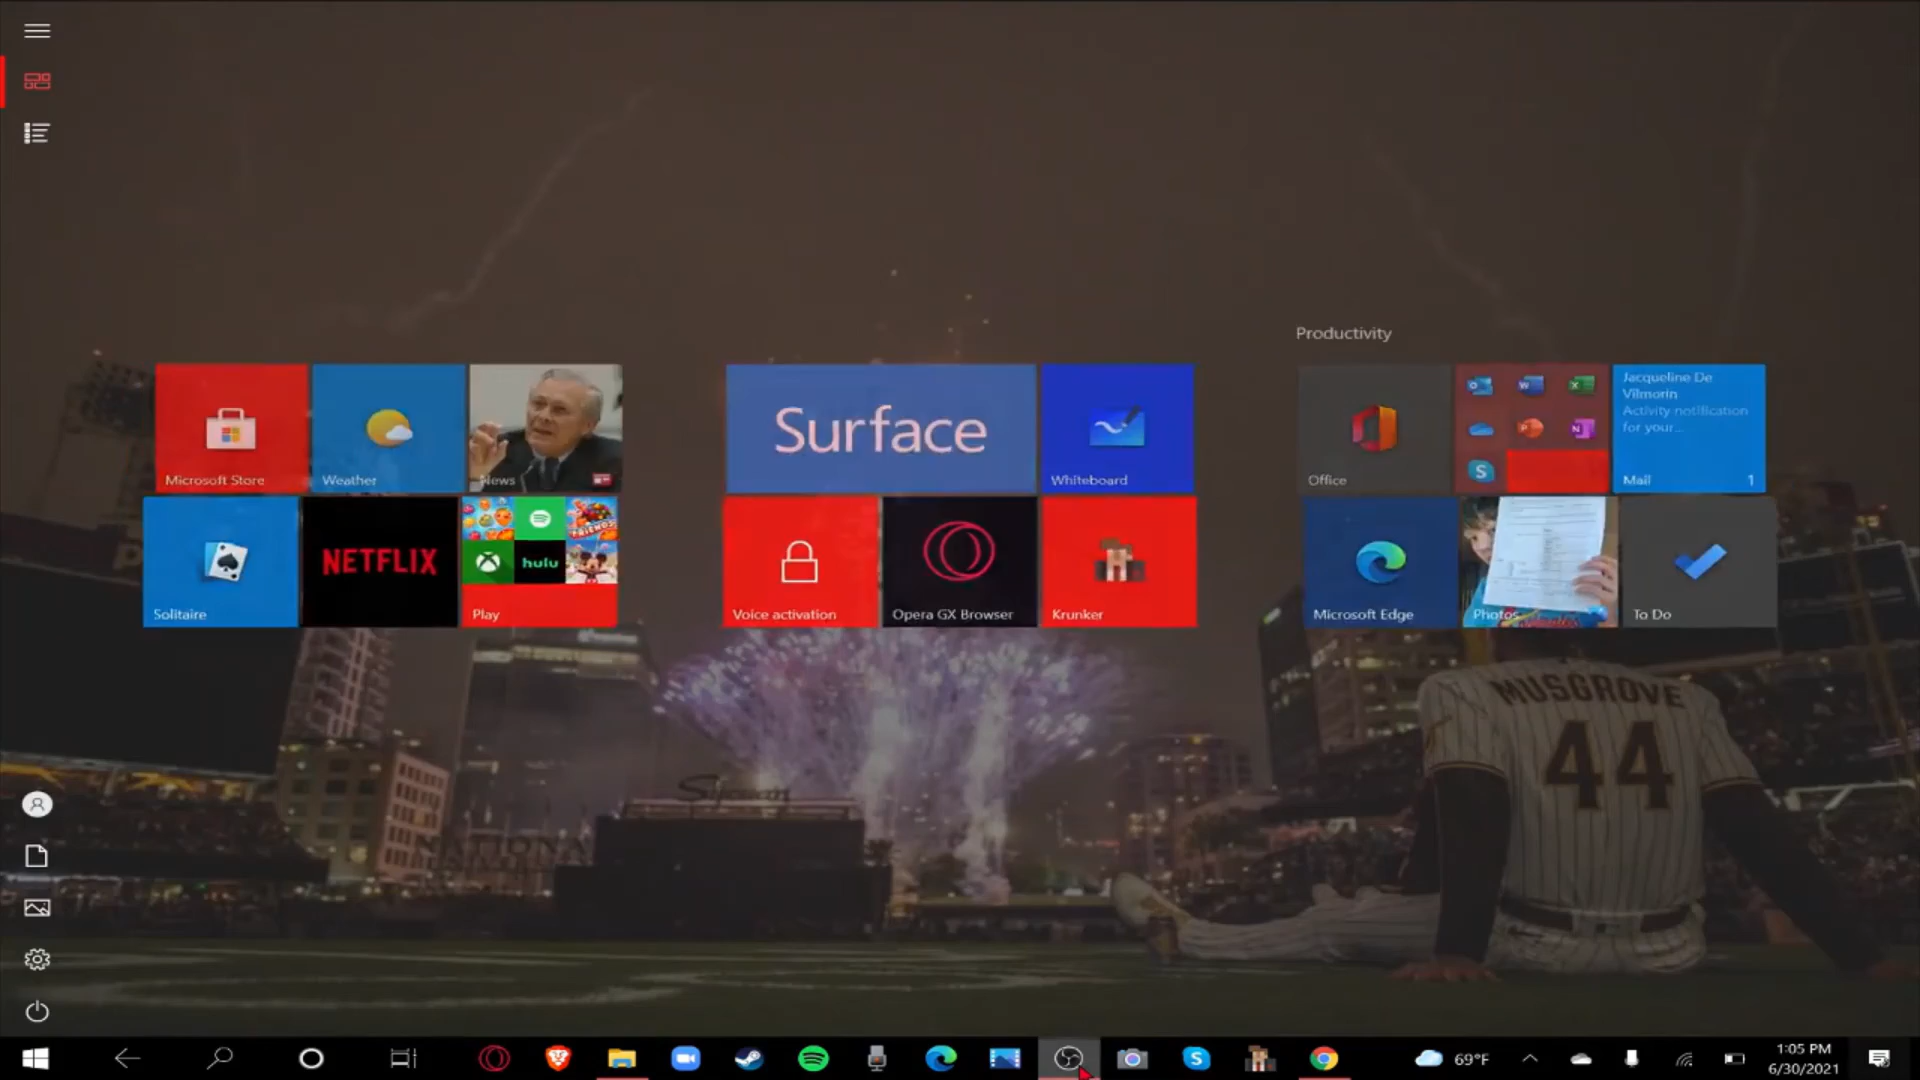 Productivity
Microsoft Store
Weather
News
Surface
Whiteboard
Office
Jacqueline De
Vilmorin
Activity notification
for your...
Mail 1
Solitaire
NETFLIX
hulu
Play
Voice activation
Opera GX Browser
Krunker
Microsoft Edge
Photos
To Do
MUSGROVE
44
NATIONAL
69°F
1:05 PM
6/30/2021